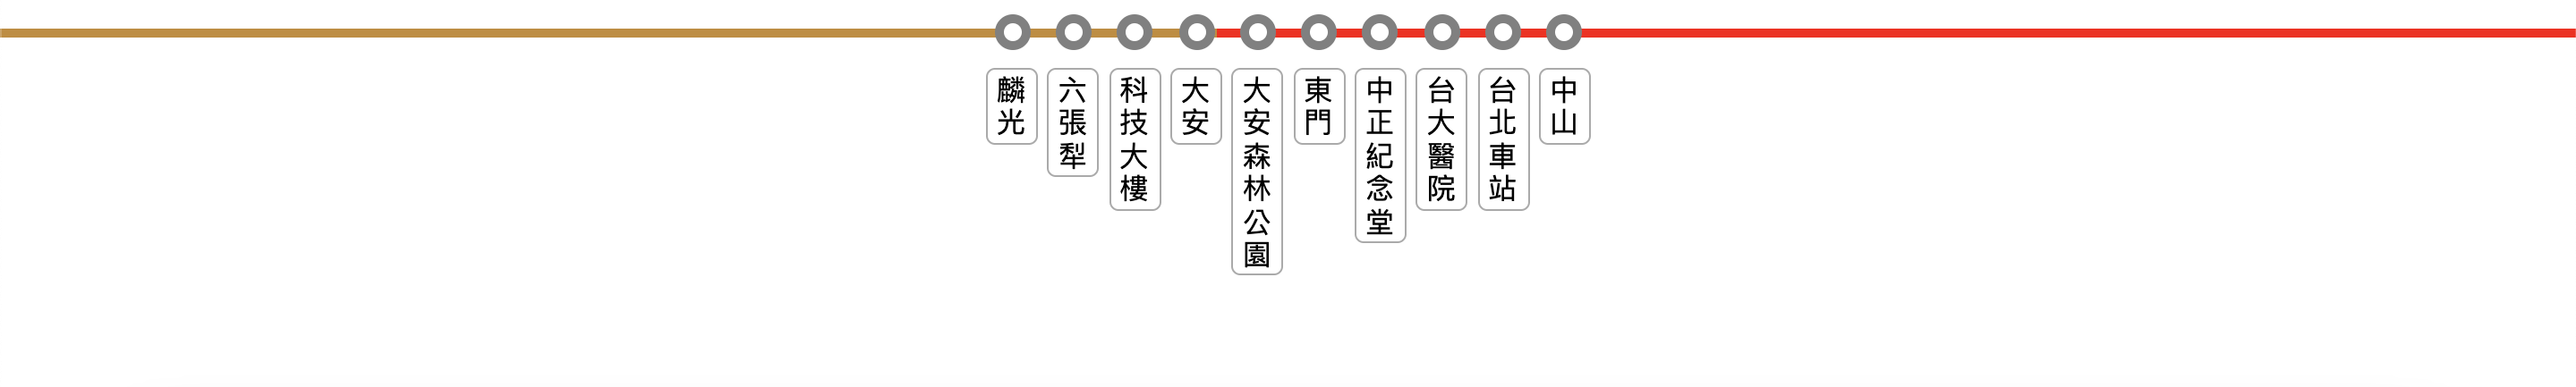 麟光
六張犁
科技大樓
大安
大安森林公園
東門
中正紀念堂
台大醫院
台北車站
中山